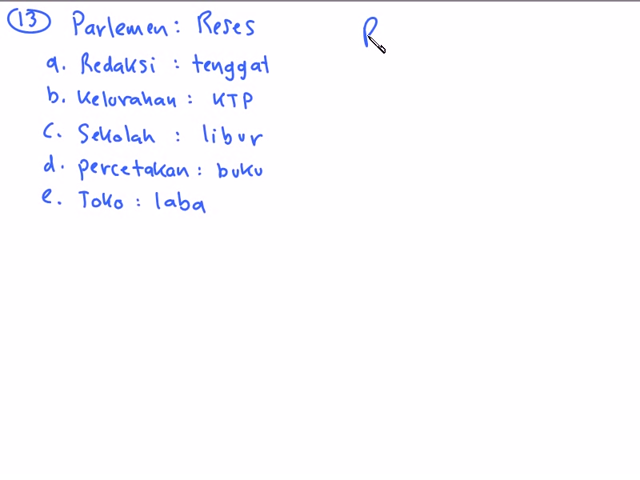 13 Parlemen : Reses
a. Redaksi : tenggat
b. Kelurahan : KTP
c. Sekolah : libur
d. percetakan : buku
e. Toko : laba
R